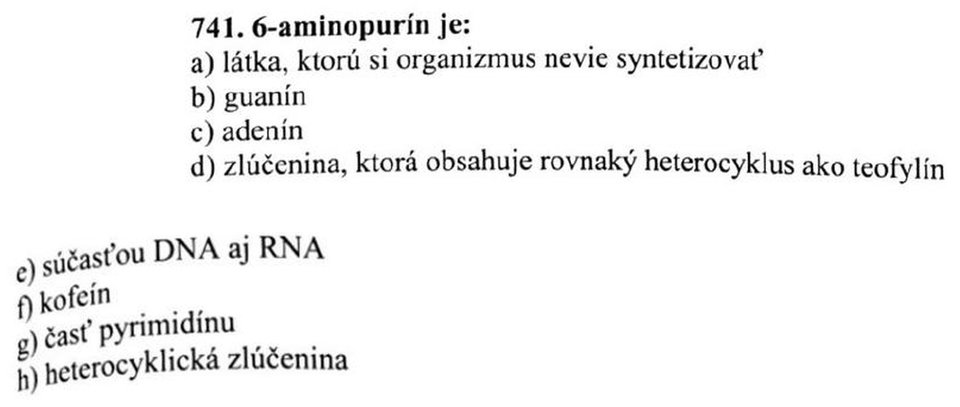 741. 6-aminopurín je:
a) látka, ktorú si organizmus nevie syntetizovať
b) guanín
c) adenín
d) zlúčenina, ktorá obsahuje rovnaký heterocyklus ako teofylín
e) súčasťou DNA aj RNA
f) kofeín
g) časť pyrimidínu
h) heterocyklická zlúčenina